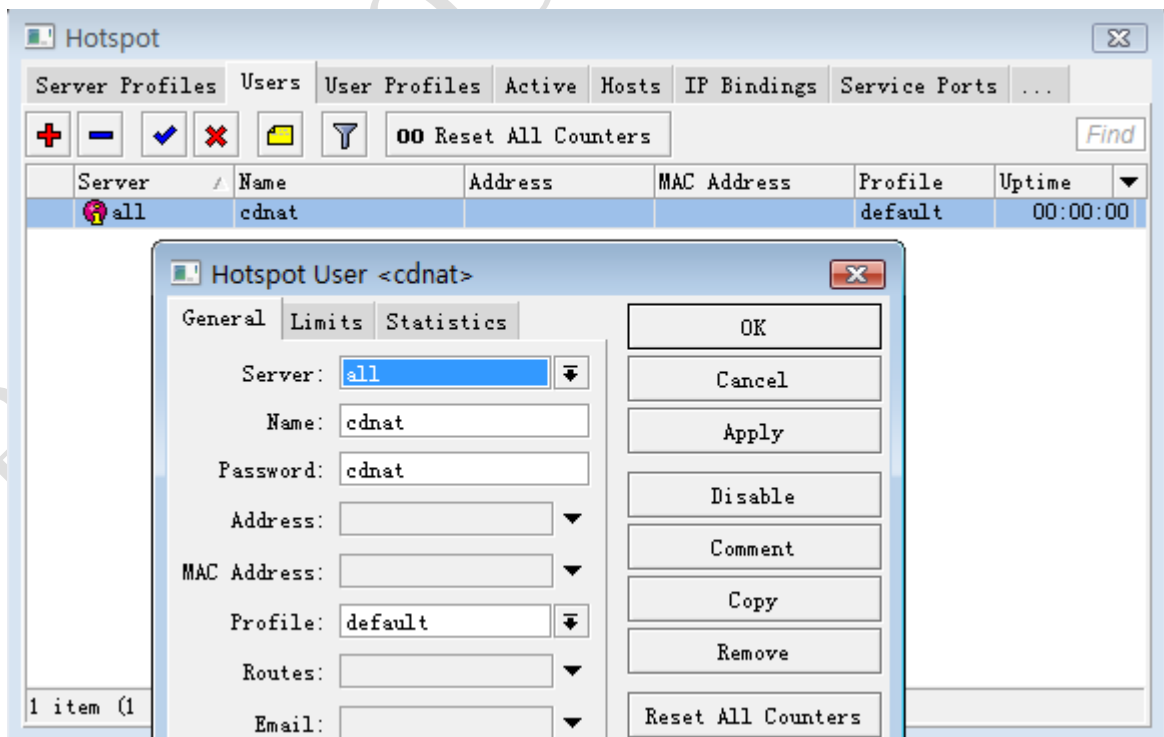 Hotspot
Server Profiles Users User Profiles Active Hosts IP Bindings Service Ports ...
00 Reset All Counters Find
Server Name Address MAC Address Profile Uptime
all cdnat default 00:00:00
Hotspot User <cdnat>
General Limits Statistics
OK
Server: all
Cancel
Name: cdnat
Apply
Password: cdnat
Disable
Address:
Comment
MAC Address:
Copy
Profile: default
Remove
Routes:
Reset All Counters
1 item (1
Email: